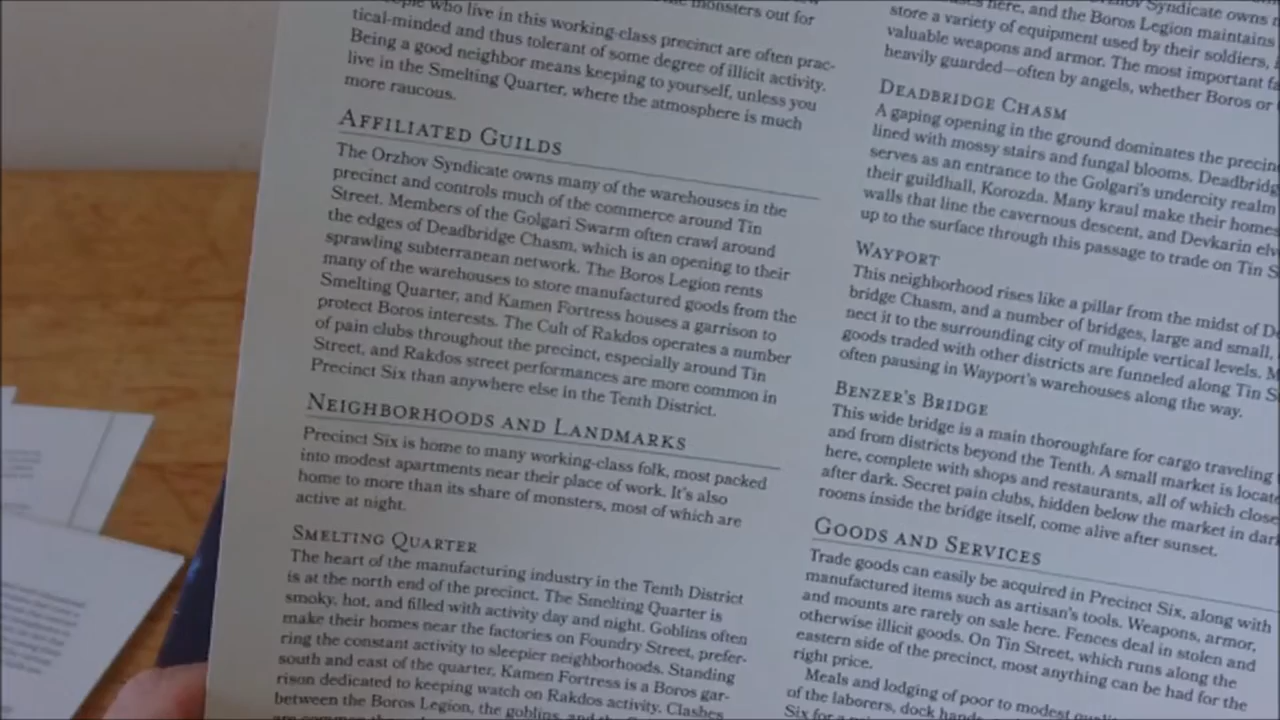 who live in this working-class precinct are often prac-
tical-minded and thus tolerant of some degree of illicit activity.
Being a good neighbor means keeping to yourself, unless you
live in the Smelting Quarter, where the atmosphere is much
more raucous.
AFFILIATED GUILDS
The Orzhov Syndicate owns many of the warehouses in the
precinct and controls much of the commerce around Tin
Street. Members of the Golgari Swarm often crawl around
the edges of Deadbridge Chasm, which is an opening to their
sprawling subterranean network. The Boros Legion rents
many of the warehouses to store manufactured goods from the
Smelting Quarter, and Kamen Fortress houses a garrison to
protect Boros interests. The Cult of Rakdos operates a number
of pain clubs throughout the precinct, especially around Tin
Street, and Rakdos street performances are more common in
Precinct Six than anywhere else in the Tenth District.
NEIGHBORHOODS AND LANDMARKS
Precinct Six is home to many working-class folk, most packed
into modest apartments near their place of work. It's also
home to more than its share of monsters, most of which are
active at night.
SMELTING QUARTER
The heart of the manufacturing industry in the Tenth District
is at the north end of the precinct. The Smelting Quarter is
smoky, hot, and filled with activity day and night. Goblins often
make their homes near the factories on Foundry Street, prefer-
ring the constant activity to sleepier neighborhoods. Standing
south and east of the quarter, Kamen Fortress is a Boros gar-
rison dedicated to keeping watch on Rakdos activity. Clashes
between the Boros Legion, the goblins, and the
monsters out for
Syndicate owns
here, and the Boros Legion maintains
store a variety of equipment used by their soldiers,
valuable weapons and armor. The most important
heavily guarded—often by angels, whether Boros or
DEADBRIDGE CHASM
A gaping opening in the ground dominates the
lined with mossy stairs and fungal blooms.
serves as an entrance to the Golgari's undercity realm
their guildhall, Korozda. Many kraul make their homes
walls that line the cavernous descent, and Devkarin
up to the surface through this passage to trade on Tin
WAYPORT
This neighborhood rises like a pillar from the midst of
bridge Chasm, and a number of bridges, large and small,
nect it to the surrounding city of multiple vertical levels.
goods traded with other districts are funneled along Tin
often pausing in Wayport's warehouses along the way.
BENZER'S BRIDGE
This wide bridge is a main thoroughfare for cargo traveling
and from districts beyond the Tenth. A small market is
here, complete with shops and restaurants, all of which close
after dark. Secret pain clubs, hidden below the market in
rooms inside the bridge itself, come alive after sunset.
GOODS AND SERVICES
Trade goods can easily be acquired in Precinct Six, along with
manufactured items such as artisan's tools. Weapons, armor,
and mounts are rarely on sale here. Fences deal in stolen and
otherwise illicit goods. On Tin Street, which runs along the
eastern side of the precinct, most anything can be had for the
right price.
Meals and lodging of poor to modest
of the laborers, dock
Six for a